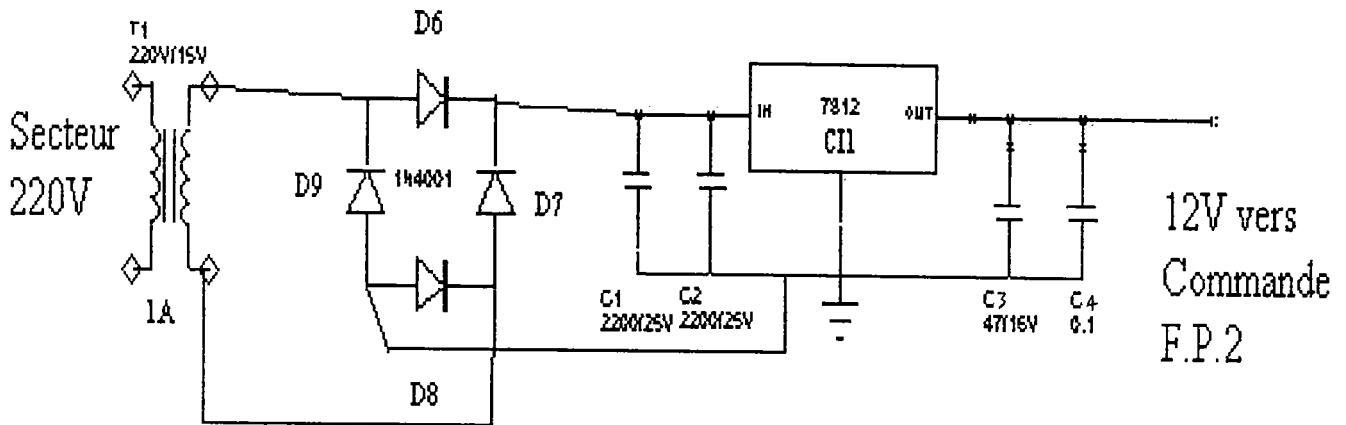 D6
T1
220V/15V
IN
7812
OUT
CI1
Secteur
220V
D9
1N4001
D7
12V vers
Commande
F.P.2
1A
C1
2200/25V
C2
2200/25V
C3
47/16V
C4
0.1
D8